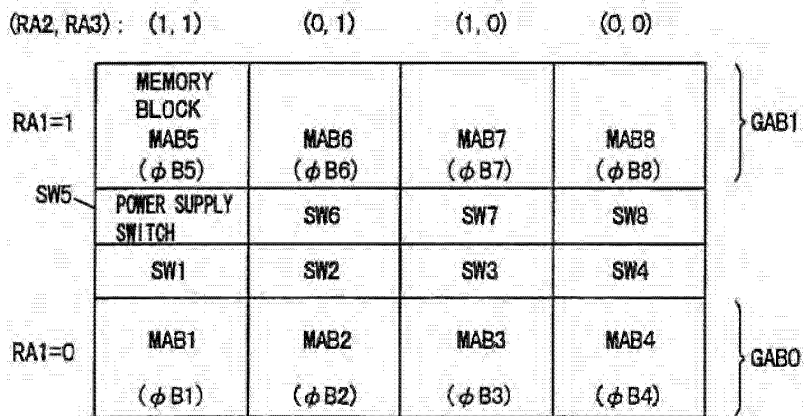 (RA2, RA3) : (1, 1) (0, 1) (1, 0) (0, 0)
MEMORY
BLOCK
RA1=1 MAB5 MAB6 MAB7 MAB8 GAB1
(φB5) (φB6) (φB7) (φB8)
SW5 POWER SUPPLY
SWITCH SW6 SW7 SW8
SW1 SW2 SW3 SW4
RA1=0 MAB1 MAB2 MAB3 MAB4 GAB0
(φB1) (φB2) (φB3) (φB4)